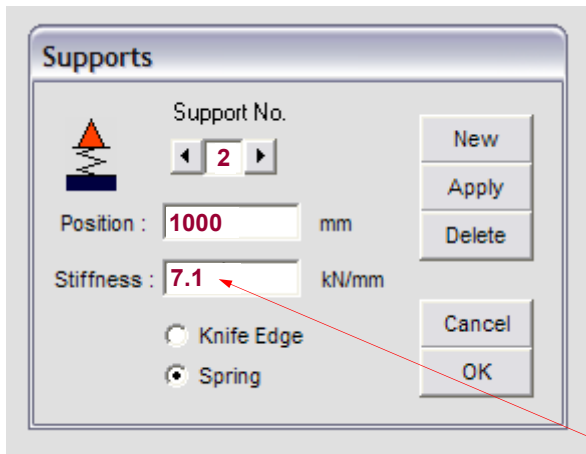 Supports
Support No.
2
New
Apply
Position : 1000 mm
Delete
Stiffness : 7.1 kN/mm
Knife Edge
Cancel
Spring
OK